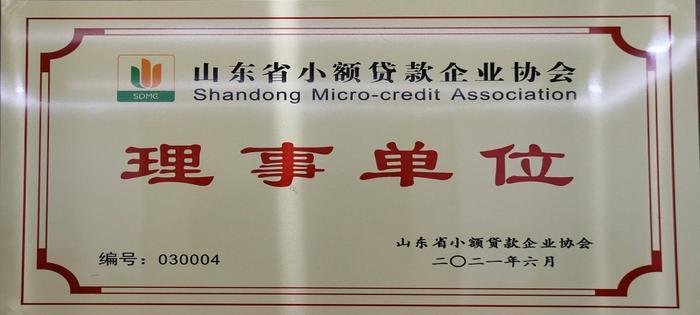 山东省小额贷款企业协会
SDMC
Shandong Micro-credit Association
理事单位
山东省小额贷款企业协会
编号：030004
二〇二一年六月